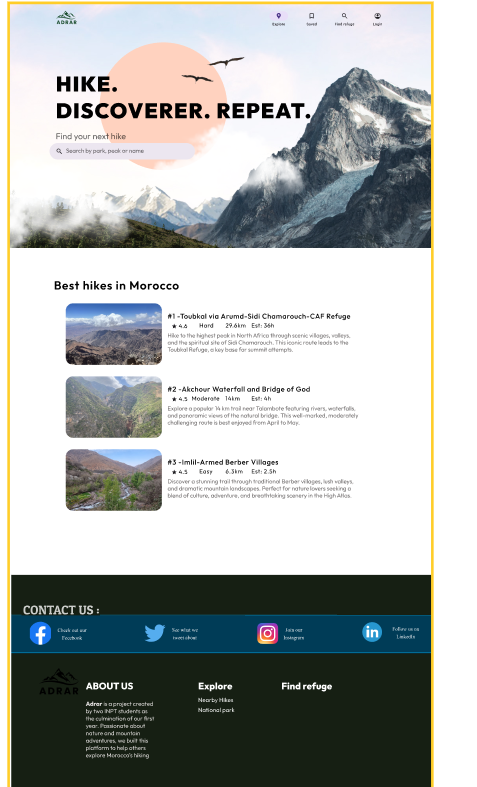 ADRAR
Explore
Saved
Find refuge
Login
HIKE.
DISCOVERER. REPEAT.
Find your next hike
Search by park, peak or name
Best hikes in Morocco
#1 -Toubkal via Arumd-Sidi Chamarouch-CAF Refuge
★ 4.6 Hard 29.6km Est: 36h
Hike to the highest peak in North Africa through scenic villages, valleys,
and the spiritual site of Sidi Chamarouch. This iconic route leads to the
Toubkal Refuge, a key base for summit attempts.
#2 -Akchour Waterfall and Bridge of God
★ 4.5 Moderate 14km Est: 4h
Explore a popular 14 km trail near Talambote featuring rivers, waterfalls,
and panoramic views of the natural bridge. This well-marked, moderately
challenging route is best enjoyed from April to May.
#3 -Imlil-Armed Berber Villages
★ 4.5 Easy 6.3km Est: 2.5h
Discover a stunning trail through traditional Berber villages, lush valleys,
and dramatic mountain landscapes. Perfect for nature lovers seeking a
blend of culture, adventure, and breathtaking scenery in the High Atlas.
CONTACT US :
Check out our
Facebook
See what we
tweet about
Join our
Instagram
Follow us on
LinkedIn
ADRAR
ABOUT US
Adrar is a project created
by two INPT students as
the culmination of our first
year. Passionate about
nature and mountain
adventures, we built this
platform to help others
explore Morocco's hiking
Explore
Nearby Hikes
National park
Find refuge